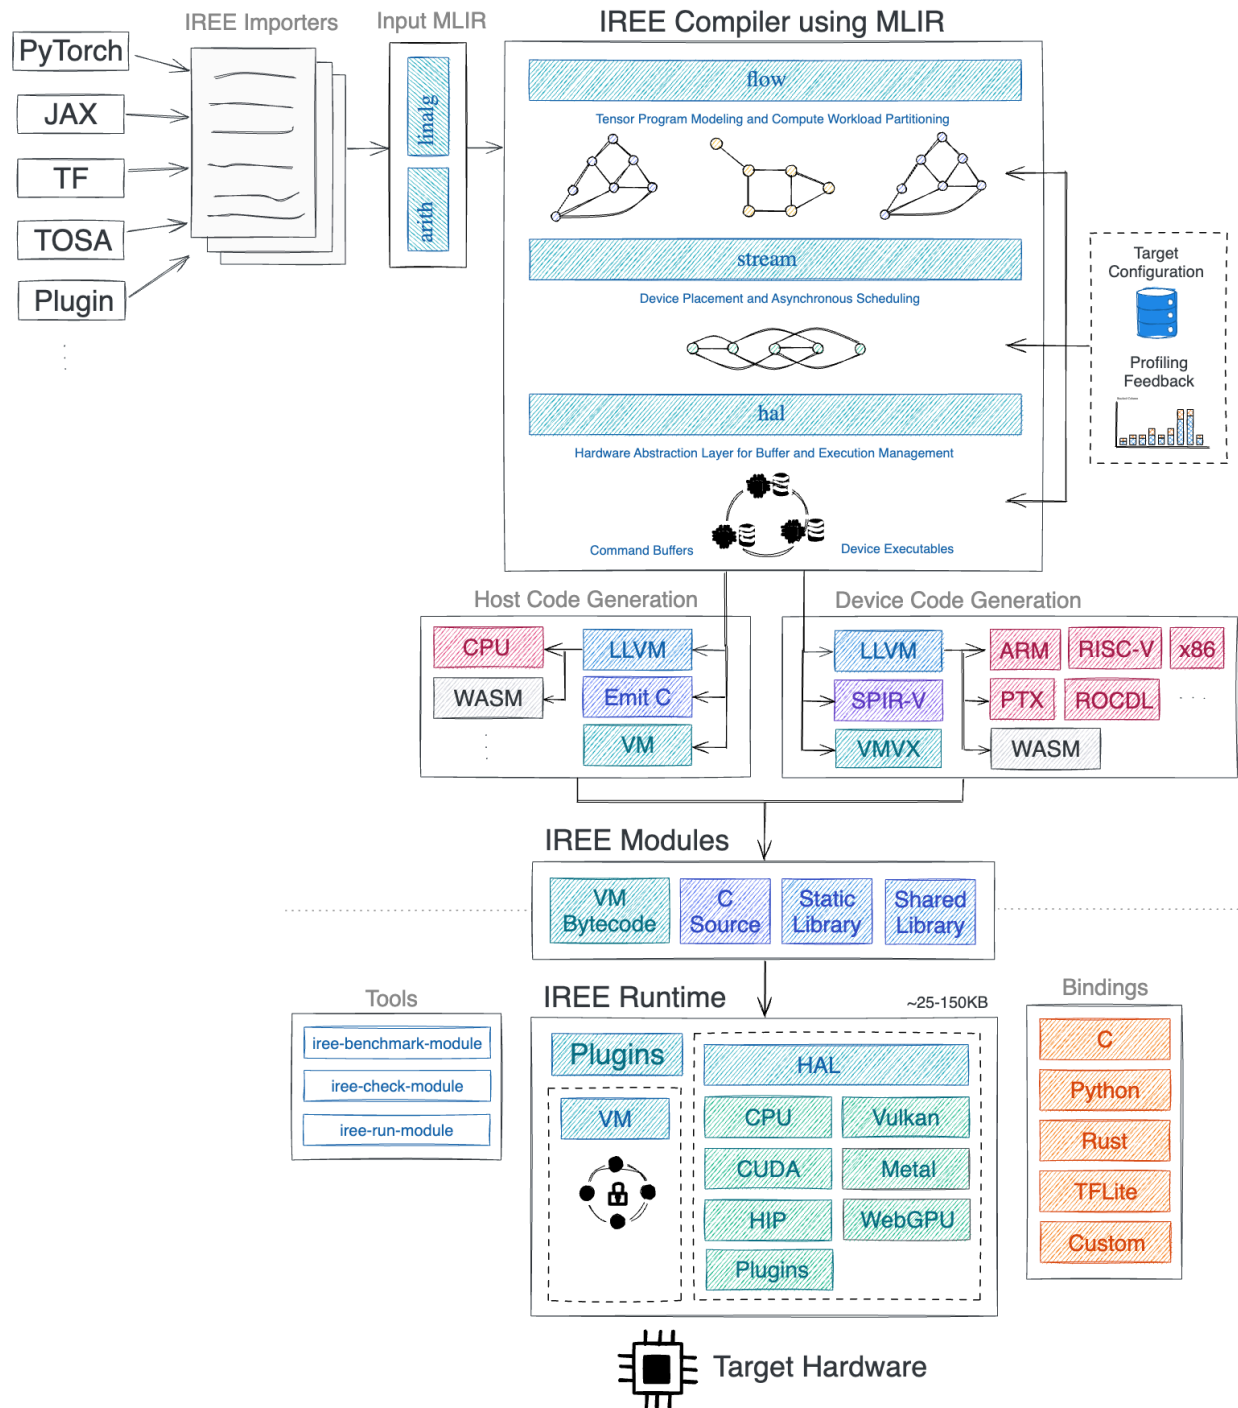 IREE Importers
Input MLIR
IREE Compiler using MLIR
PyTorch
JAX
TF
TOSA
Plugin
linalg
arith
flow
Tensor Program Modeling and Compute Workload Partitioning
stream
Device Placement and Asynchronous Scheduling
hal
Hardware Abstraction Layer for Buffer and Execution Management
Command Buffers
Device Executables
Target
Configuration
Profiling
Feedback
Host Code Generation
CPU
LLVM
WASM
Emit C
VM
Device Code Generation
LLVM
ARM
RISC-V
x86
SPIR-V
PTX
ROCDL
VMVX
WASM
IREE Modules
VM
Bytecode
C
Source
Static
Library
Shared
Library
Tools
iree-benchmark-module
iree-check-module
iree-run-module
IREE Runtime
~25-150KB
Plugins
VM
HAL
CPU
Vulkan
CUDA
Metal
HIP
WebGPU
Plugins
Bindings
C
Python
Rust
TFLite
Custom
Target Hardware